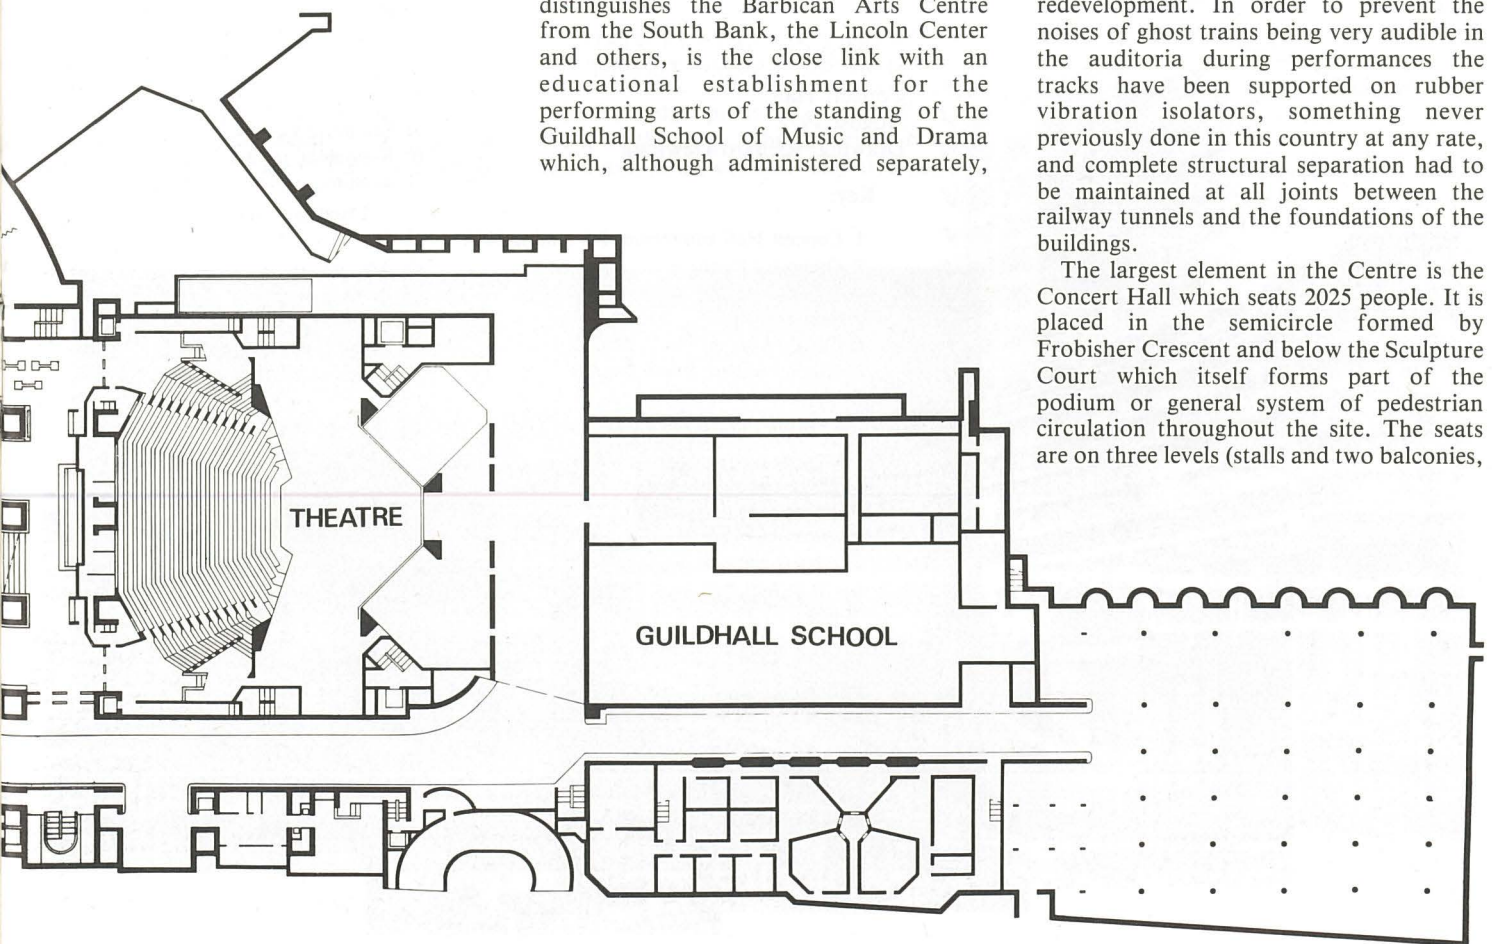 distinguishes the Barbican Arts Centre
from the South Bank, the Lincoln Center
and others, is the close link with an
educational establishment for the
performing arts of the standing of the
Guildhall School of Music and Drama
which, although administered separately,
redevelopment. In order to prevent the
noises of ghost trains being very audible in
the auditoria during performances the
tracks have been supported on rubber
vibration isolators, something never
previously done in this country at any rate,
and complete structural separation had to
be maintained at all joints between the
railway tunnels and the foundations of the
buildings.
The largest element in the Centre is the
Concert Hall which seats 2025 people. It is
placed in the semicircle formed by
Frobisher Crescent and below the Sculpture
Court which itself forms part of the
podium or general system of pedestrian
circulation throughout the site. The seats
are on three levels (stalls and two balconies,
THEATRE
GUILDHALL SCHOOL